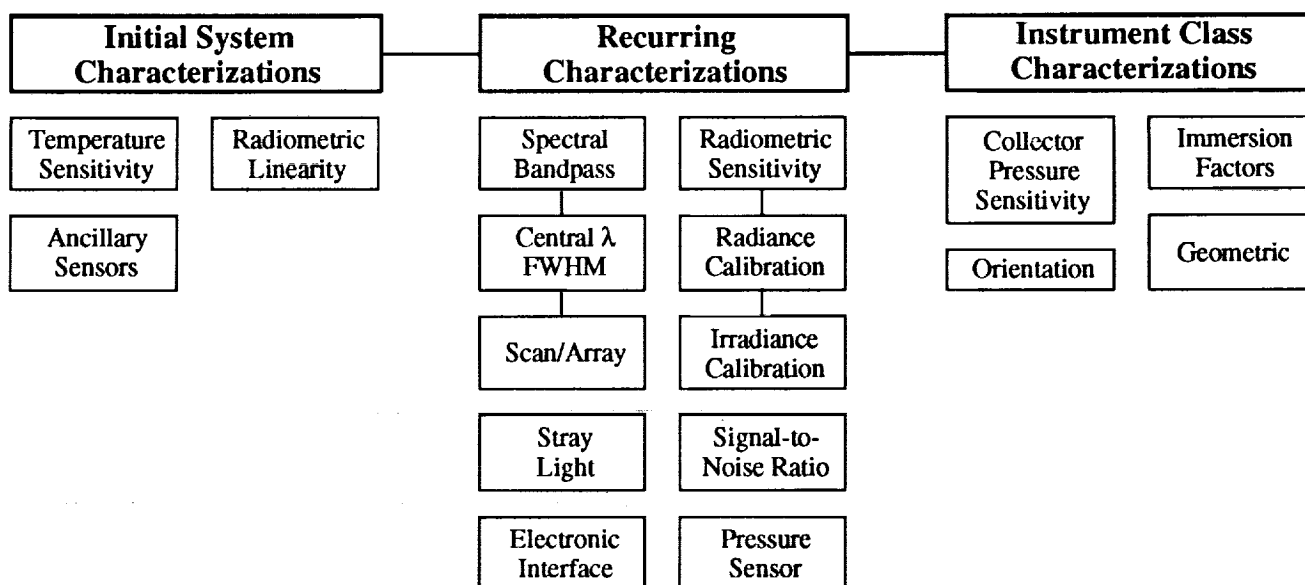 Initial System
Characterizations
Recurring
Characterizations
Instrument Class
Characterizations
Temperature
Sensitivity
Radiometric
Linearity
Ancillary
Sensors
Spectral
Bandpass
Radiometric
Sensitivity
Central λ
FWHM
Radiance
Calibration
Scan/Array
Irradiance
Calibration
Stray
Light
Signal-to-
Noise Ratio
Electronic
Interface
Pressure
Sensor
Collector
Pressure
Sensitivity
Immersion
Factors
Orientation
Geometric